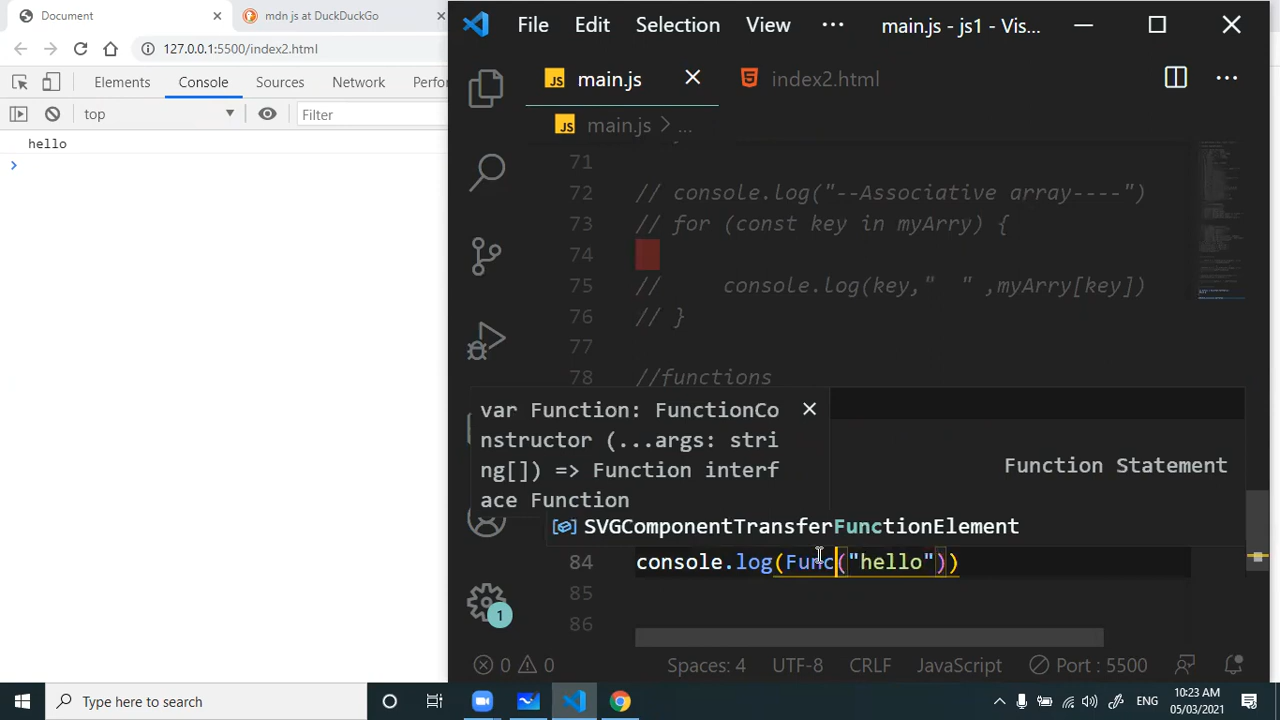 Document
mdn js at DuckDuckGo
127.0.0.1:5500/index2.html
Elements Console Sources Network Perfor
top Filter
hello
File Edit Selection View ··· main.js - js1 - Vis...
main.js index2.html
main.js > ...
71
72 // console.log("--Associative array----")
73 // for (const key in myArry) {
74
75 // console.log(key,"  " ,myArry[key])
76 // }
77
78 //functions
var Function: FunctionCo
nstructor (...args: stri
ng[]) => Function interf
ace Function
Function Statement
SVGComponentTransferFunctionElement
84 console.log(Func("hello"))
85
86
1
0 0 Spaces: 4 UTF-8 CRLF JavaScript Port : 5500
Type here to search
ENG
10:23 AM
05/03/2021